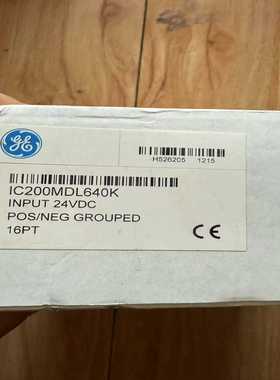 GE
H526205 1215
IC200MDL640K
INPUT 24VDC
POS/NEG GROUPED
16PT
CE